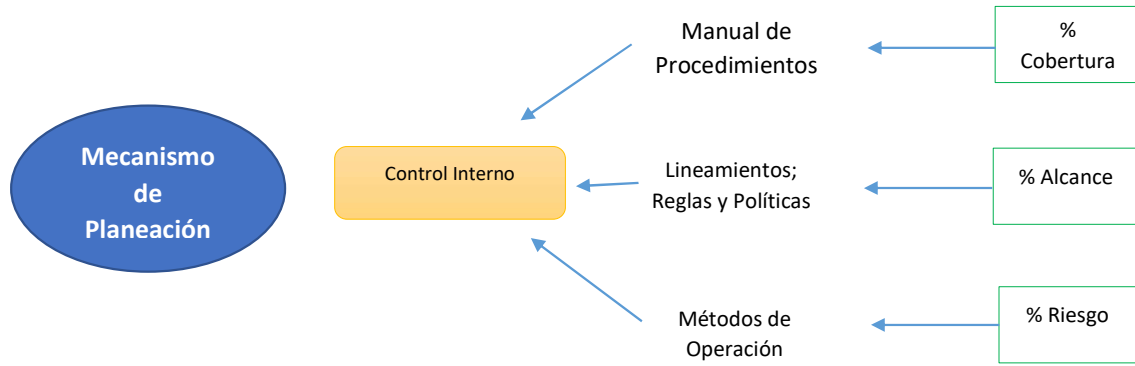 Mecanismo
de
Planeación
Control Interno
Manual de
Procedimientos
%
Cobertura
Lineamientos;
Reglas y Políticas
% Alcance
Métodos de
Operación
% Riesgo